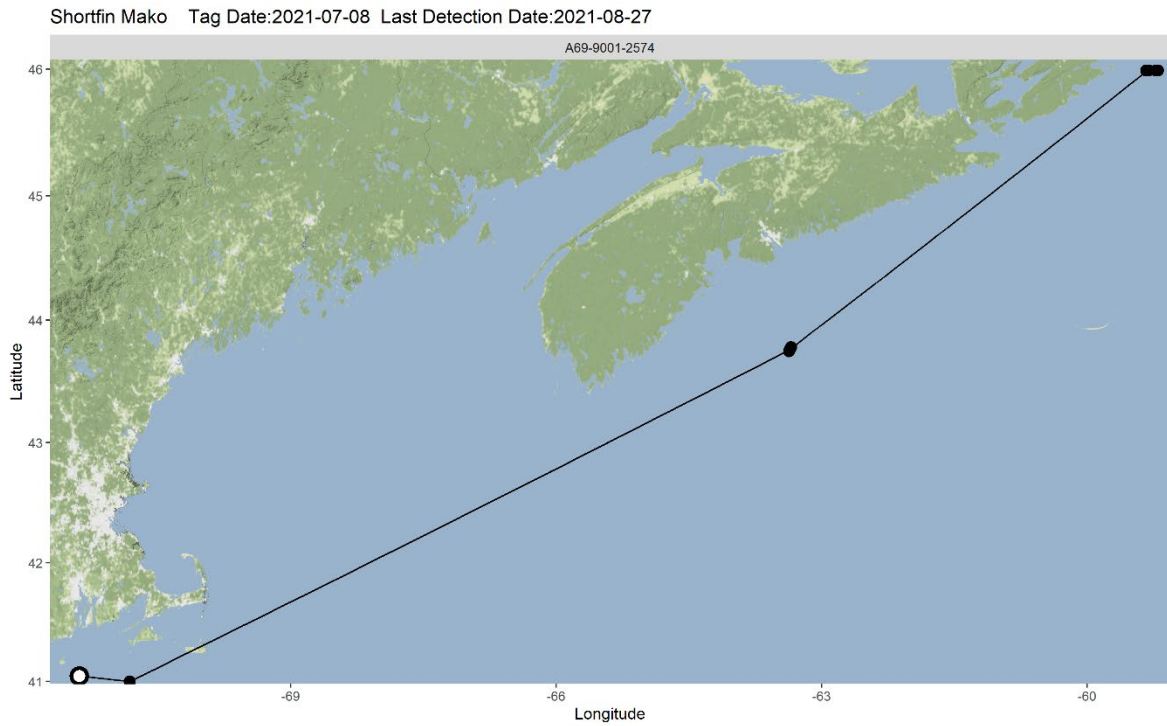 Shortfin Mako Tag Date:2021-07-08 Last Detection Date:2021-08-27
A69-9001-2574
46
45
44
43
42
41
Latitude
-69 -66 -63 -60
Longitude